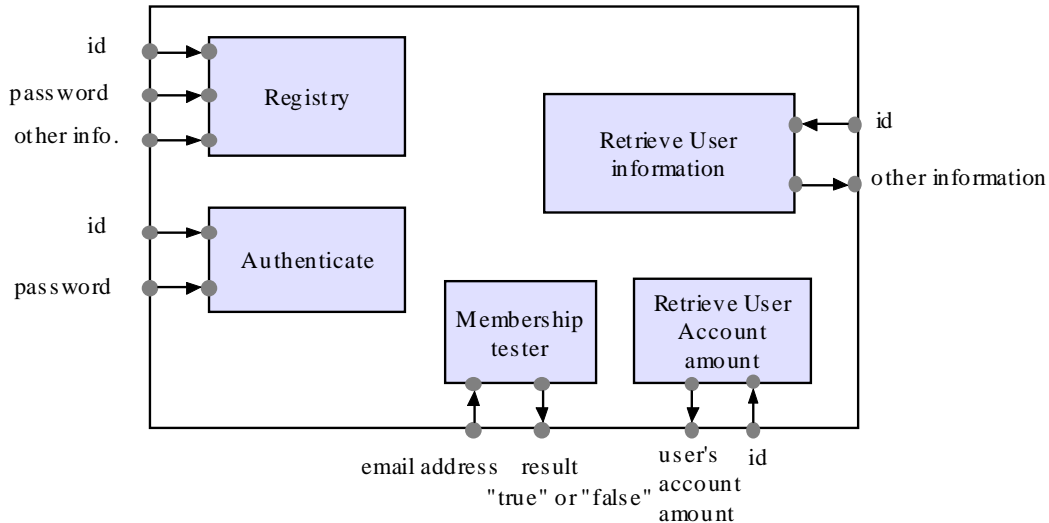 id
password
other info.
Registry
Retrieve User
information
id
other information
id
password
Authenticate
Membership
tester
Retrieve User
Account
amount
email address
result
"true" or "false"
user's
account
amount
id